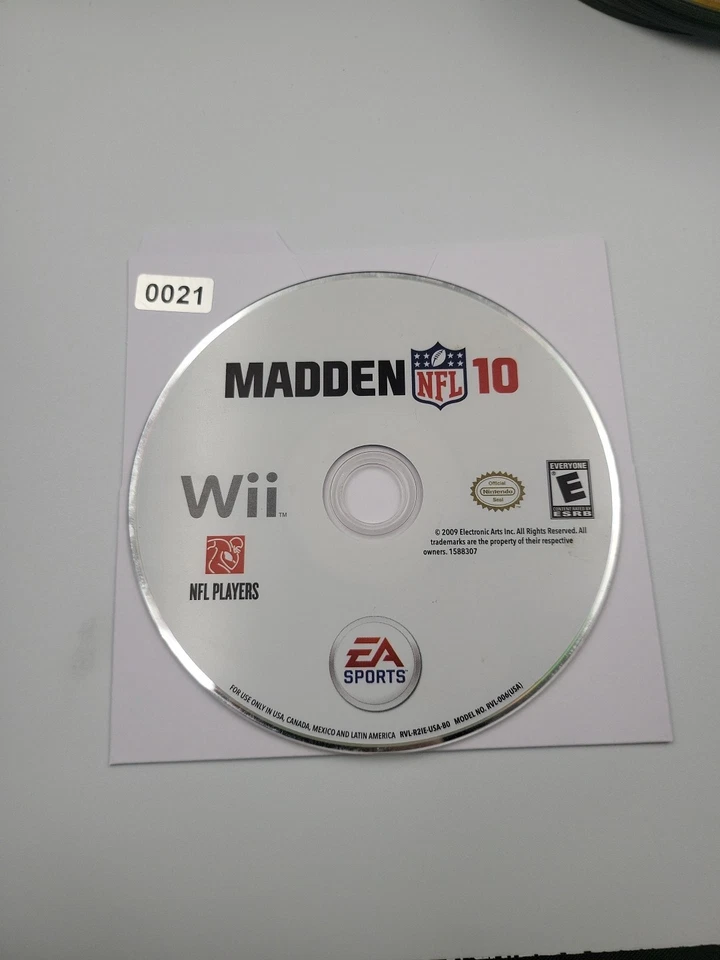 0021
MADDEN NFL 10
Wii™
Official
Nintendo
Seal
EVERYONE
E
CONTENT RATED BY
ESRB
© 2009 Electronic Arts Inc. All Rights Reserved. All
trademarks are the property of their respective
owners. 1588307
NFL PLAYERS
EA
SPORTS™
FOR USE ONLY IN USA, CANADA, MEXICO AND LATIN AMERICA RVL-R2IE-USA-B0 MODEL NO. RVL-006(USA)